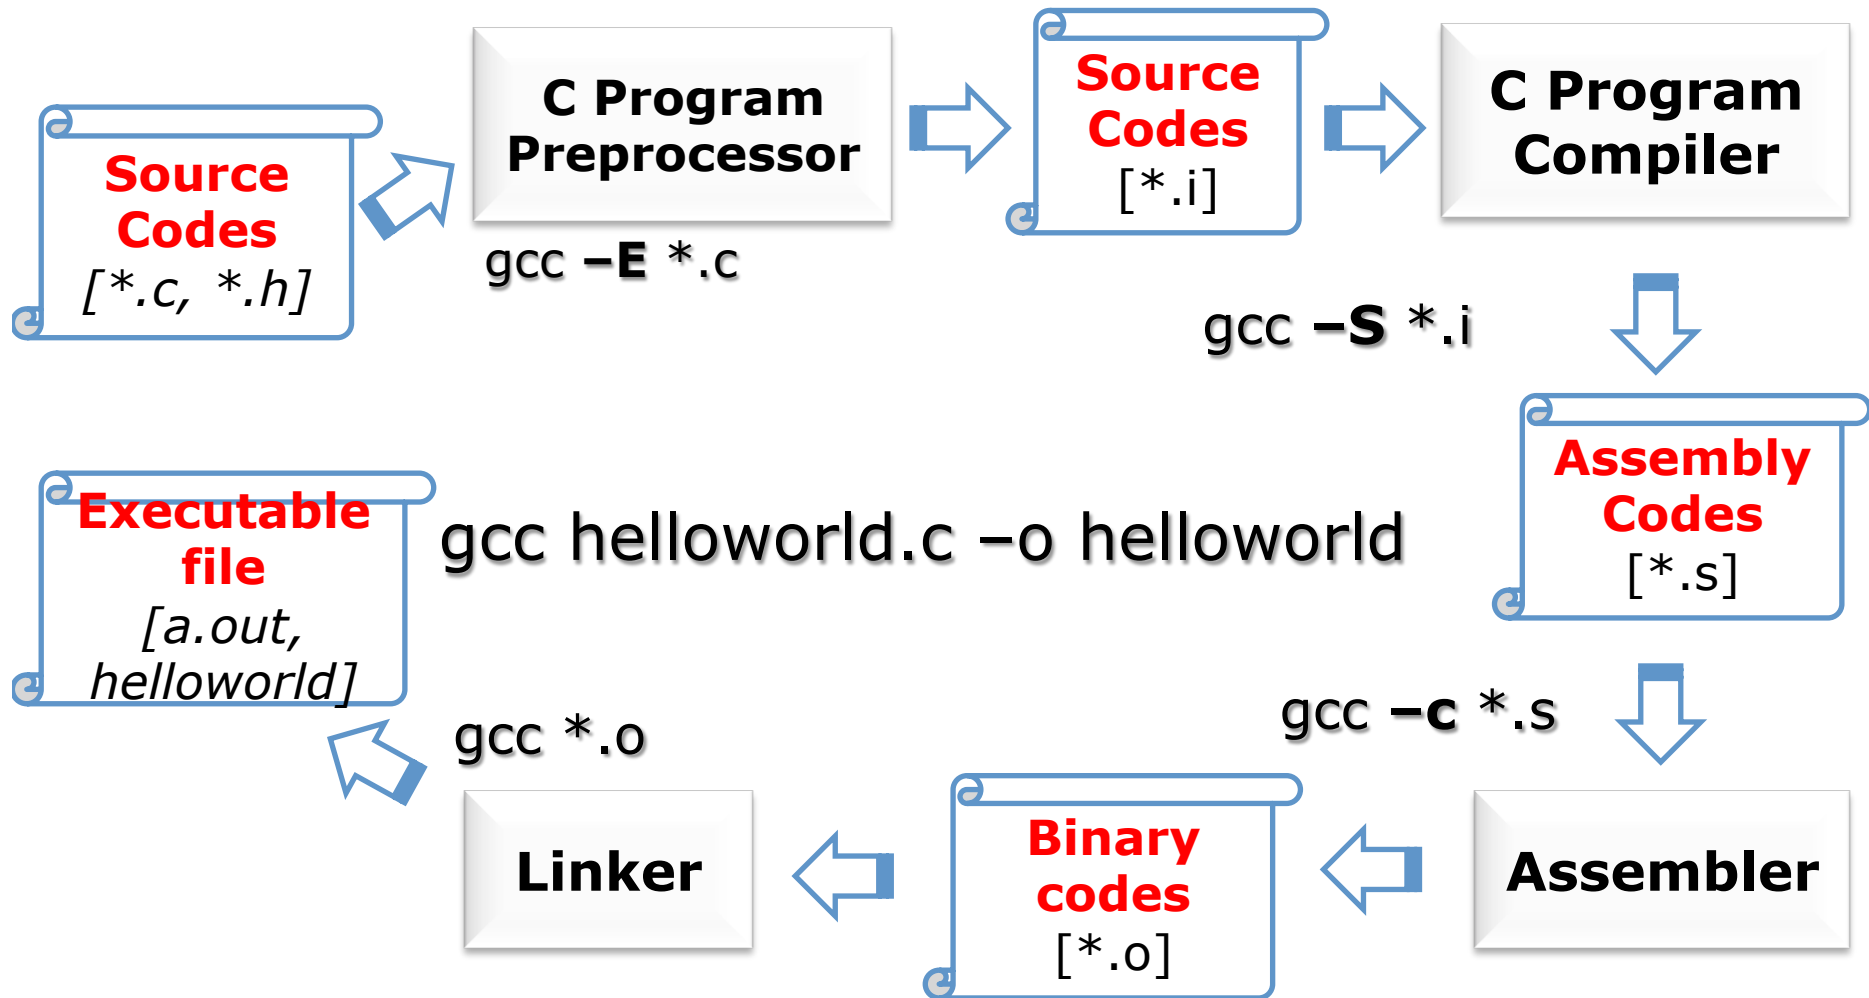 Source
Codes
[*.c, *.h]
C Program
Preprocessor
gcc –E *.c
Source
Codes
[*.i]
C Program
Compiler
gcc –S *.i
Assembly
Codes
[*.s]
gcc –c *.s
Assembler
Binary
codes
[*.o]
Linker
gcc *.o
Executable
file
[a.out,
helloworld]
gcc helloworld.c –o helloworld